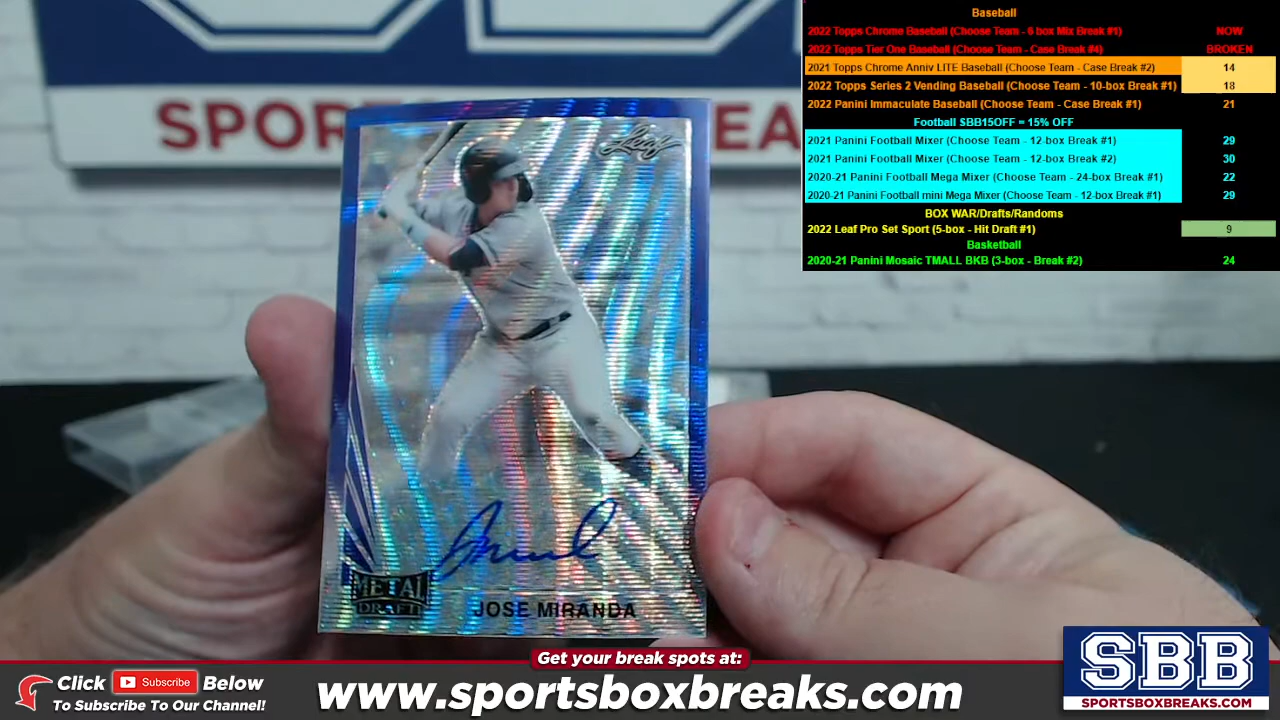 SPOR
REAK
Baseball
2022 Topps Chrome Baseball (Choose Team - 6 box Mix Break #1) NOW
2022 Topps Tier One Baseball (Choose Team - Case Break #4) BROKEN
2021 Topps Chrome Anniv LITE Baseball (Choose Team - Case Break #2) 14
2022 Topps Series 2 Vending Baseball (Choose Team - 10-box Break #1) 18
2022 Panini Immaculate Baseball (Choose Team - Case Break #1) 21
Football SBB15OFF = 15% OFF
2021 Panini Football Mixer (Choose Team - 12-box Break #1) 29
2021 Panini Football Mixer (Choose Team - 12-box Break #2) 30
2020-21 Panini Football Mega Mixer (Choose Team - 24-box Break #1) 22
2020-21 Panini Football mini Mega Mixer (Choose Team - 12-box Break #1) 29
BOX WAR/Drafts/Randoms
2022 Leaf Pro Set Sport (5-box - Hit Draft #1) 9
Basketball
2020-21 Panini Mosaic TMALL BKB (3-box - Break #2) 24
Leaf
METAL
DRAFT
JOSE MIRANDA
Get your break spots at:
Click Subscribe Below
To Subscribe To Our Channel!
www.sportsboxbreaks.com
SBB
SPORTSBOXBREAKS.COM